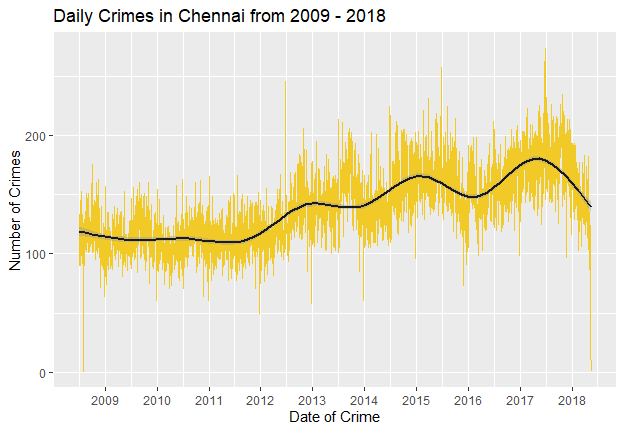 Daily Crimes in Chennai from 2009 - 2018
Number of Crimes
200
100
0
2009 2010 2011 2012 2013 2014 2015 2016 2017 2018
Date of Crime